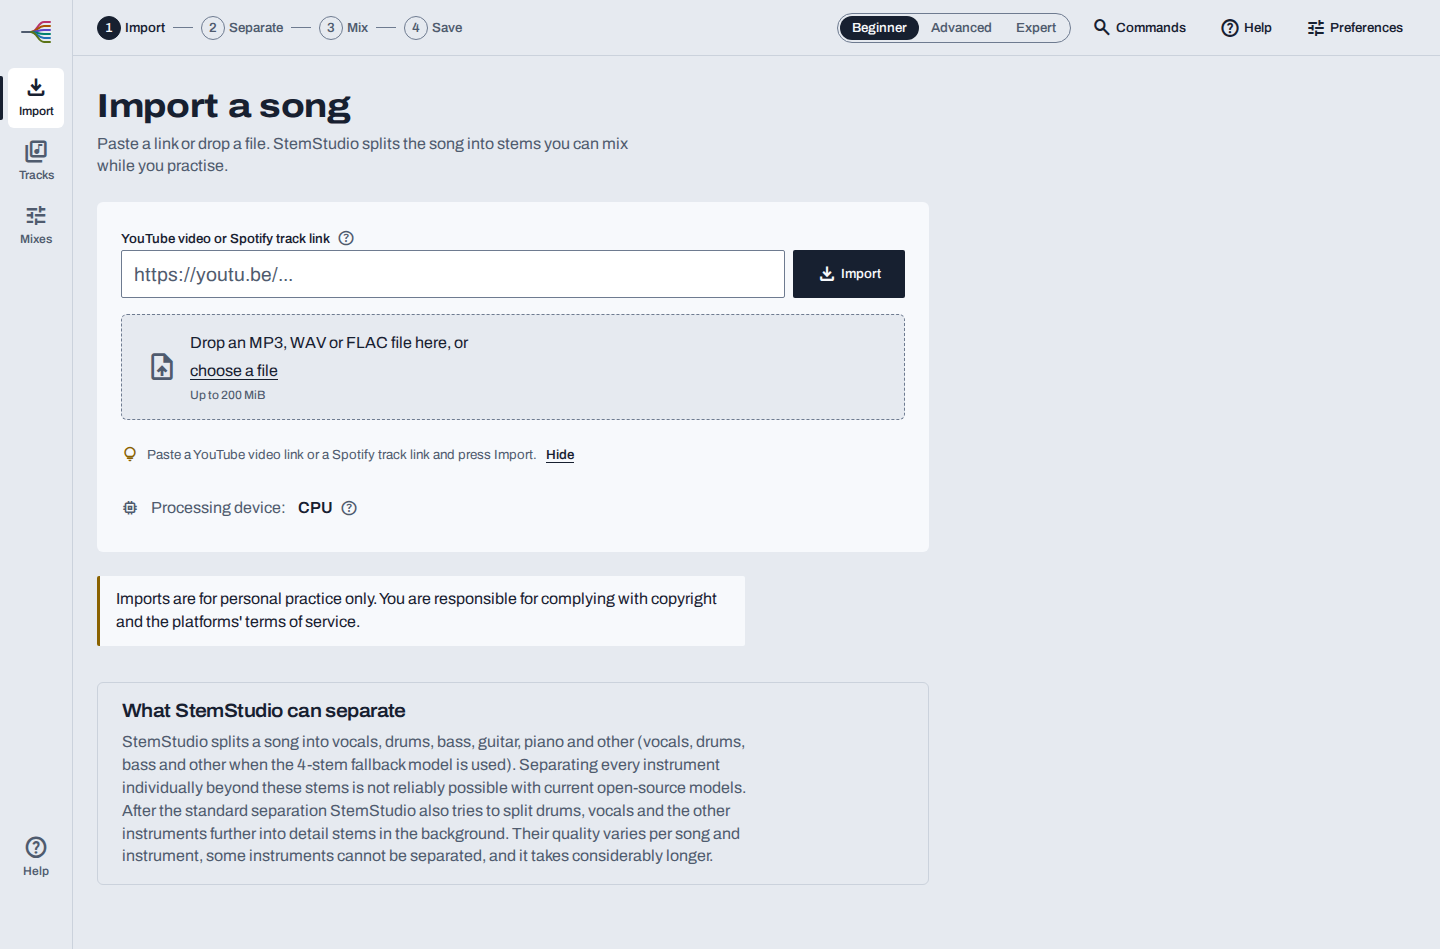 1 Import 2 Separate 3 Mix 4 Save
Beginner Advanced Expert
Commands
Help
Preferences
Import
Tracks
Mixes
Help
Import a song
Paste a link or drop a file. StemStudio splits the song into stems you can mix
while you practise.
YouTube video or Spotify track link ?
https://youtu.be/...
Import
Drop an MP3, WAV or FLAC file here, or
choose a file
Up to 200 MiB
Paste a YouTube video link or a Spotify track link and press Import. Hide
Processing device: CPU ?
Imports are for personal practice only. You are responsible for complying with copyright
and the platforms' terms of service.
What StemStudio can separate
StemStudio splits a song into vocals, drums, bass, guitar, piano and other (vocals, drums,
bass and other when the 4-stem fallback model is used). Separating every instrument
individually beyond these stems is not reliably possible with current open-source models.
After the standard separation StemStudio also tries to split drums, vocals and the other
instruments further into detail stems in the background. Their quality varies per song and
instrument, some instruments cannot be separated, and it takes considerably longer.